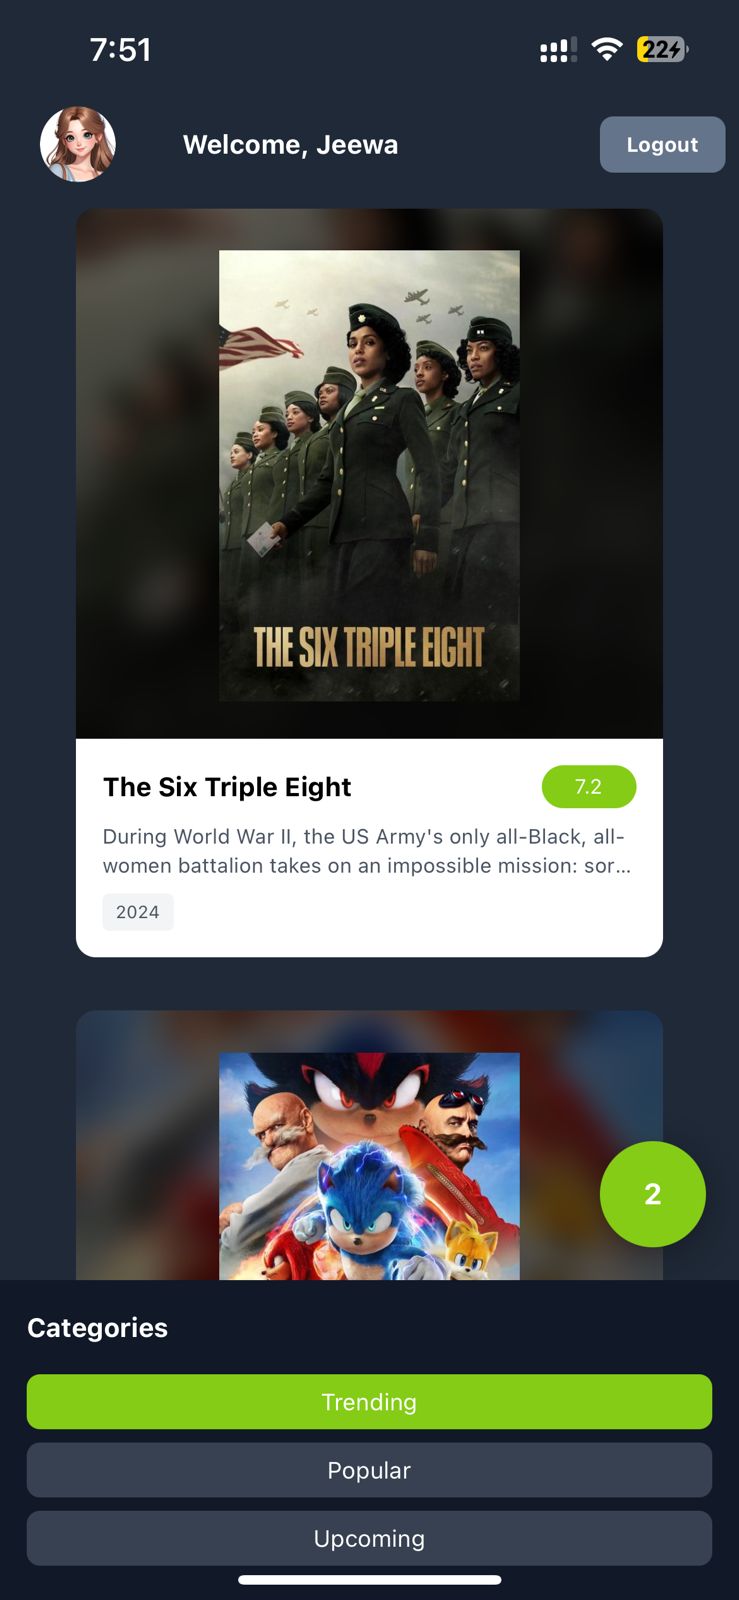 7:51
22
Welcome, Jeewa
Logout
THE SIX TRIPLE EIGHT
The Six Triple Eight
7.2
During World War II, the US Army's only all-Black, all-
women battalion takes on an impossible mission: sor...
2024
2
Categories
Trending
Popular
Upcoming